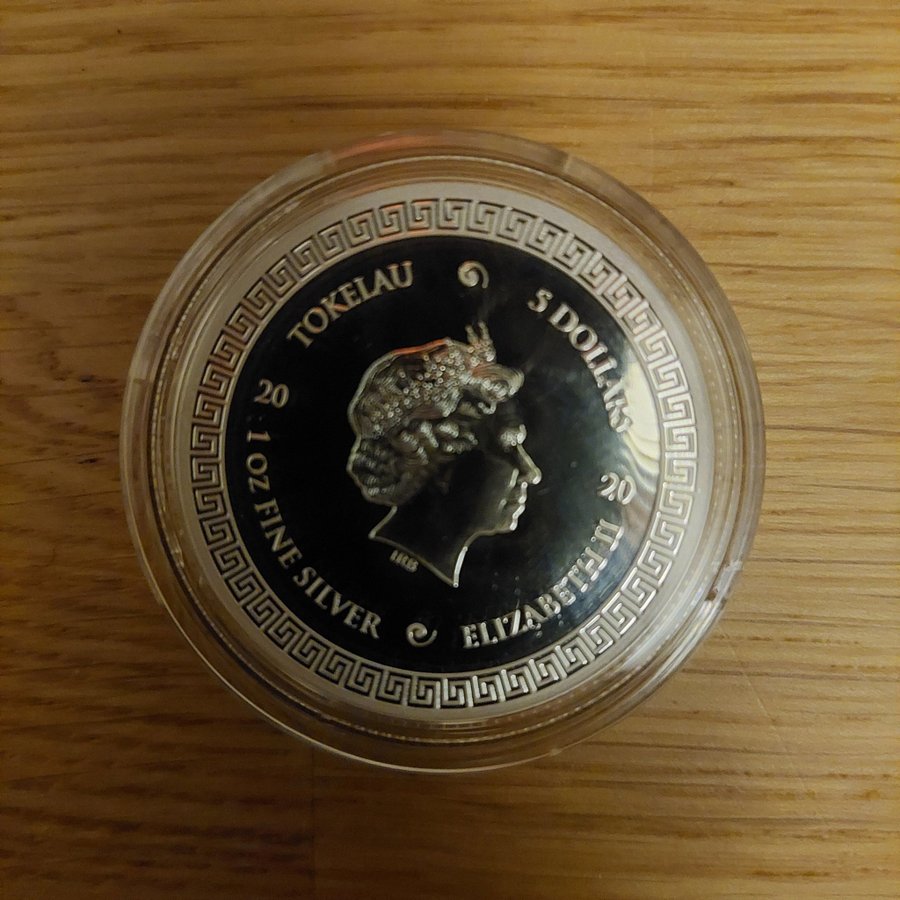 TOKELAU
5 DOLLARS
20
20
1 OZ FINE SILVER
ELIZABETH II